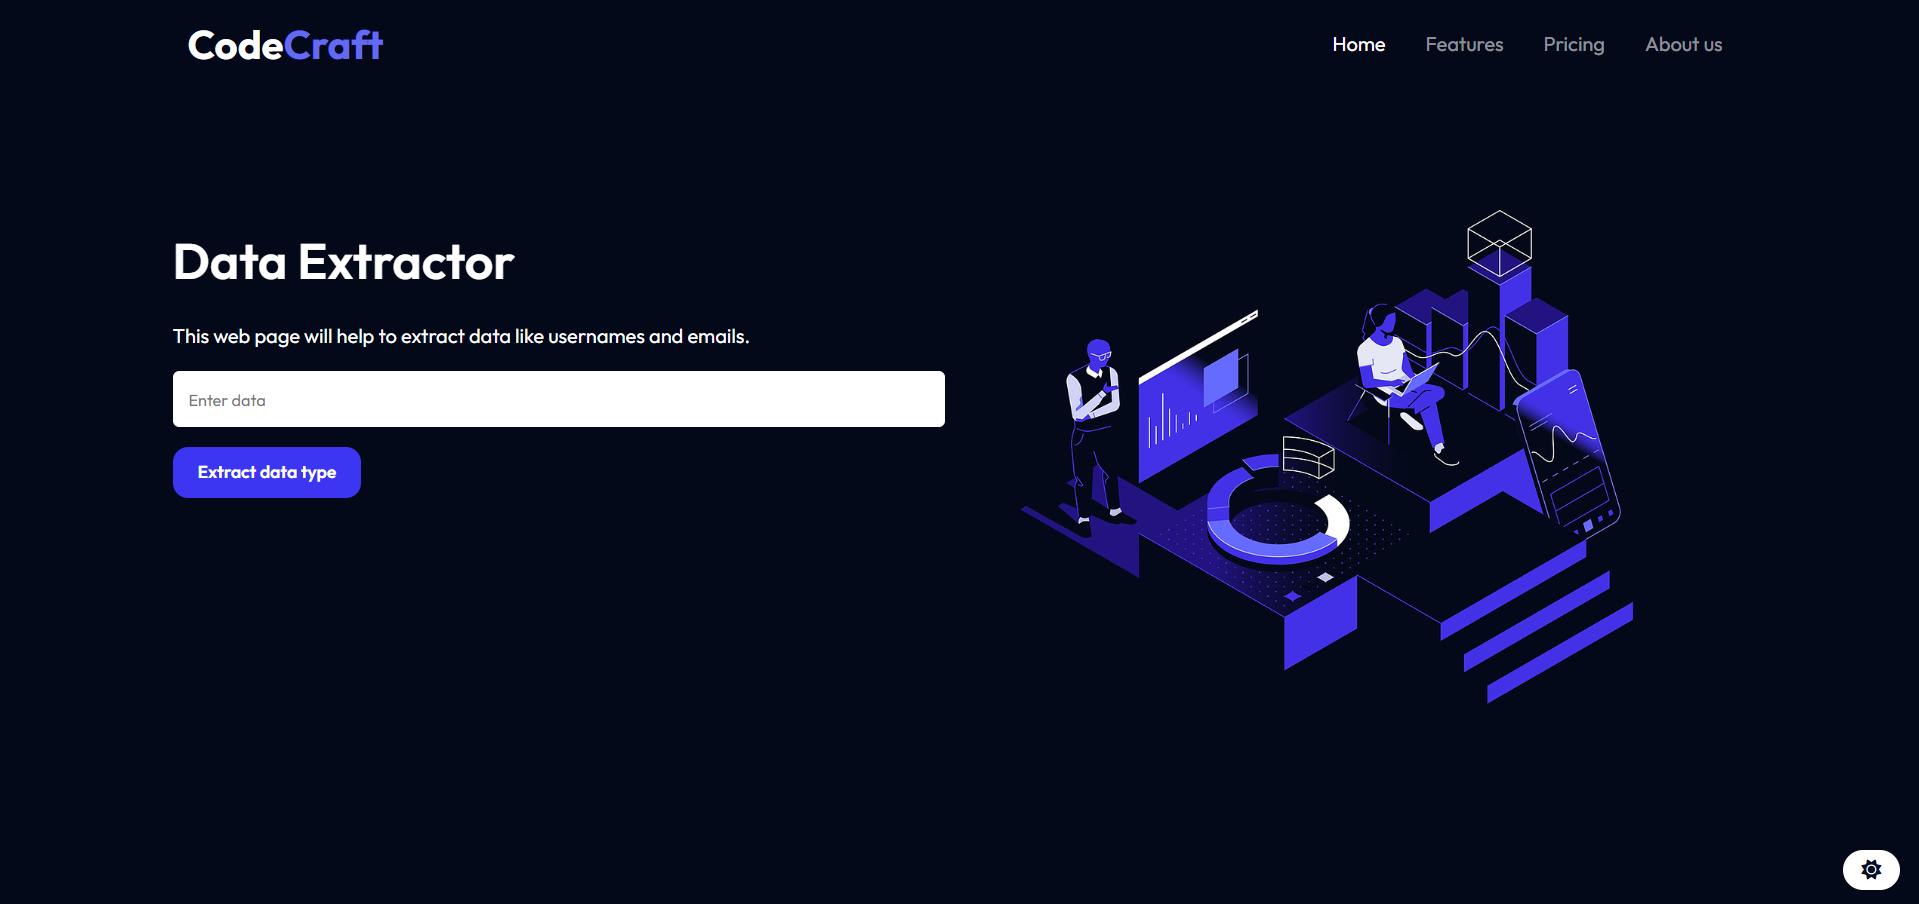 CodeCraft
Home Features Pricing About us
Data Extractor
This web page will help to extract data like usernames and emails.
Enter data
Extract data type